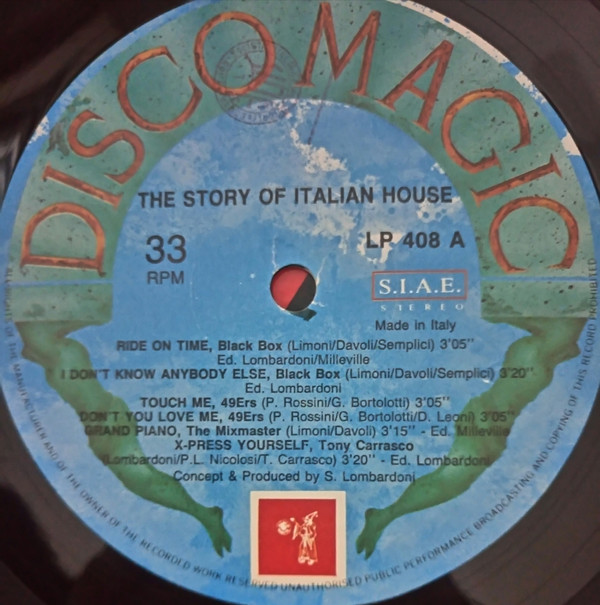 DISCO MAGIC
THE STORY OF ITALIAN HOUSE
33
RPM
LP 408 A
S.I.A.E.
STEREO
Made in Italy
RIDE ON TIME, Black Box (Limoni/Davoli/Semplici) 3'05''
Ed. Lombardoni/Milleville
I DON'T KNOW ANYBODY ELSE, Black Box (Limoni/Davoli/Semplici) 3'20''
Ed. Lombardoni
TOUCH ME, 49Ers (P. Rossini/G. Bortolotti) 3'05''
DON'T YOU LOVE ME, 49Ers (P. Rossini/G. Bortolotti/D. Leoni) 3'05''
GRAND PIANO, The Mixmaster (Limoni/Davoli) 3'15'' - Ed. Milleville
X-PRESS YOURSELF, Tony Carrasco
(Lombardoni/P.L. Nicolosi/T. Carrasco) 3'20'' - Ed. Lombardoni
Concept & Produced by S. Lombardoni
OF THE MANUFACTURER AND OF THE OWNER OF THE RECORDED WORK RESERVED UNAUTHORISED PUBLIC PERFORMANCE BROADCASTING AND COPYING OF THIS RECORD PROHIBITED